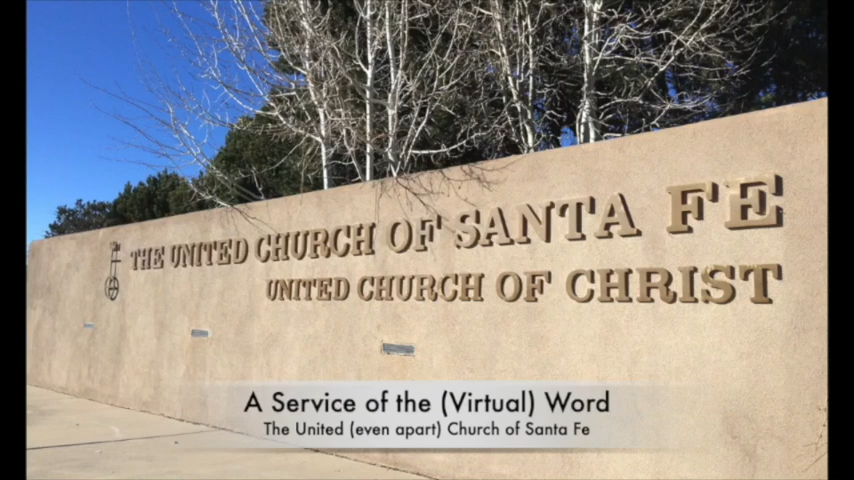 THE UNITED CHURCH OF SANTA FE
UNITED CHURCH OF CHRIST
A Service of the (Virtual) Word
The United (even apart) Church of Santa Fe